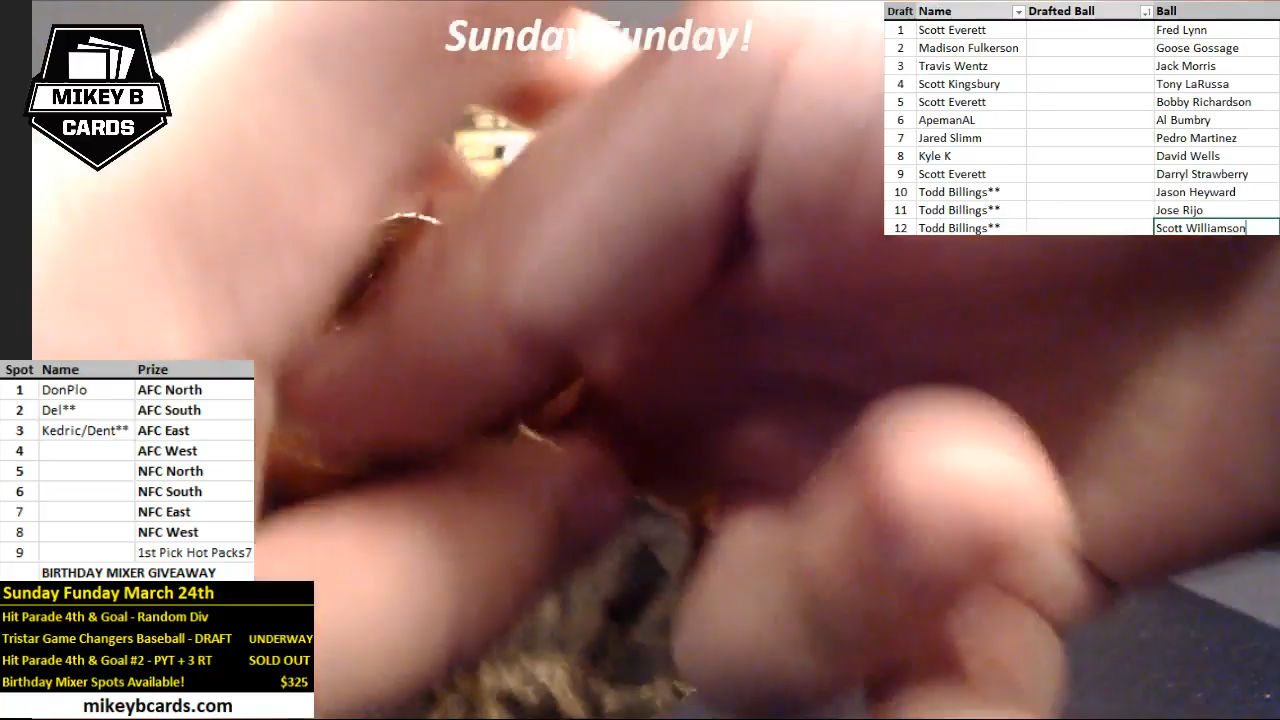 Sunday Funday!
MIKEY B
CARDS
Draft Name Drafted Ball Ball
1 Scott Everett Fred Lynn
2 Madison Fulkerson Goose Gossage
3 Travis Wentz Jack Morris
4 Scott Kingsbury Tony LaRussa
5 Scott Everett Bobby Richardson
6 ApemanAL Al Bumbry
7 Jared Slimm Pedro Martinez
8 Kyle K David Wells
9 Scott Everett Darryl Strawberry
10 Todd Billings** Jason Heyward
11 Todd Billings** Jose Rijo
12 Todd Billings** Scott Williamson
Spot Name Prize
1 DonPlo AFC North
2 Del** AFC South
3 Kedric/Dent** AFC East
4 AFC West
5 NFC North
6 NFC South
7 NFC East
8 NFC West
9 1st Pick Hot Packs7
BIRTHDAY MIXER GIVEAWAY
Sunday Funday March 24th
Hit Parade 4th & Goal - Random Div
Tristar Game Changers Baseball - DRAFT UNDERWAY
Hit Parade 4th & Goal #2 - PYT + 3 RT SOLD OUT
Birthday Mixer Spots Available! $325
mikeybcards.com